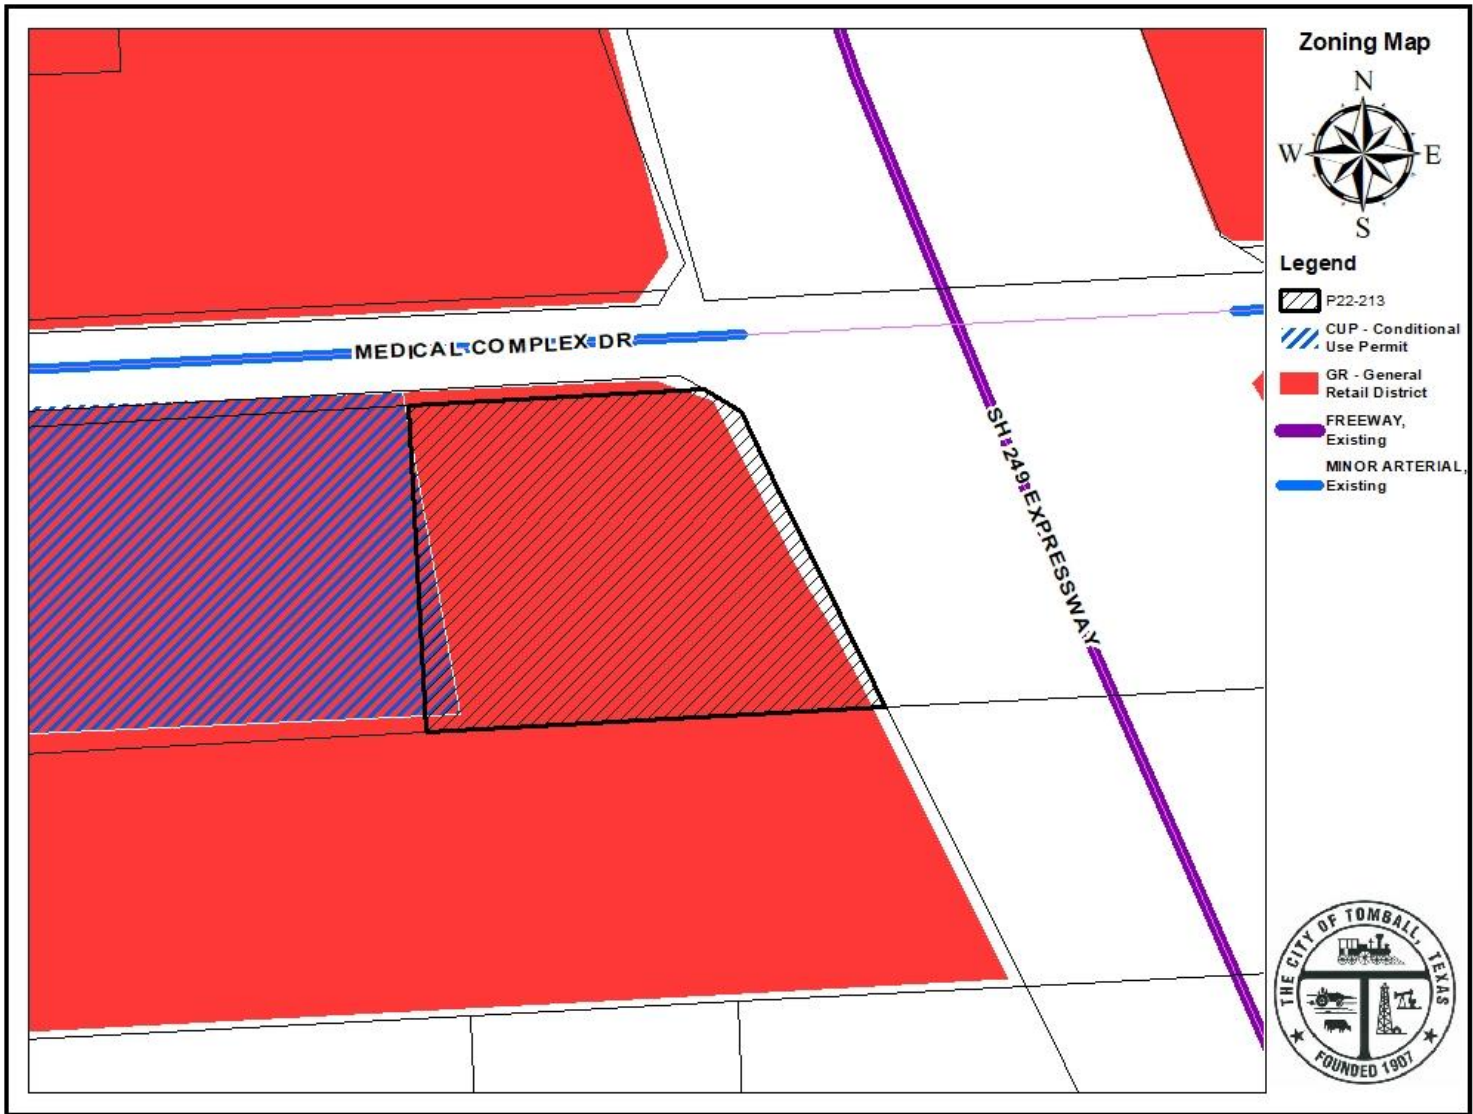 Zoning Map
N
W
E
S
Legend
P22-213
CUP - Conditional
Use Permit
GR - General
Retail District
FREEWAY,
Existing
MINOR ARTERIAL,
Existing
MEDICAL COMPLEX DR
SH 249 EXPRESSWAY
THE CITY OF TOMBALL, TEXAS
FOUNDED 1907